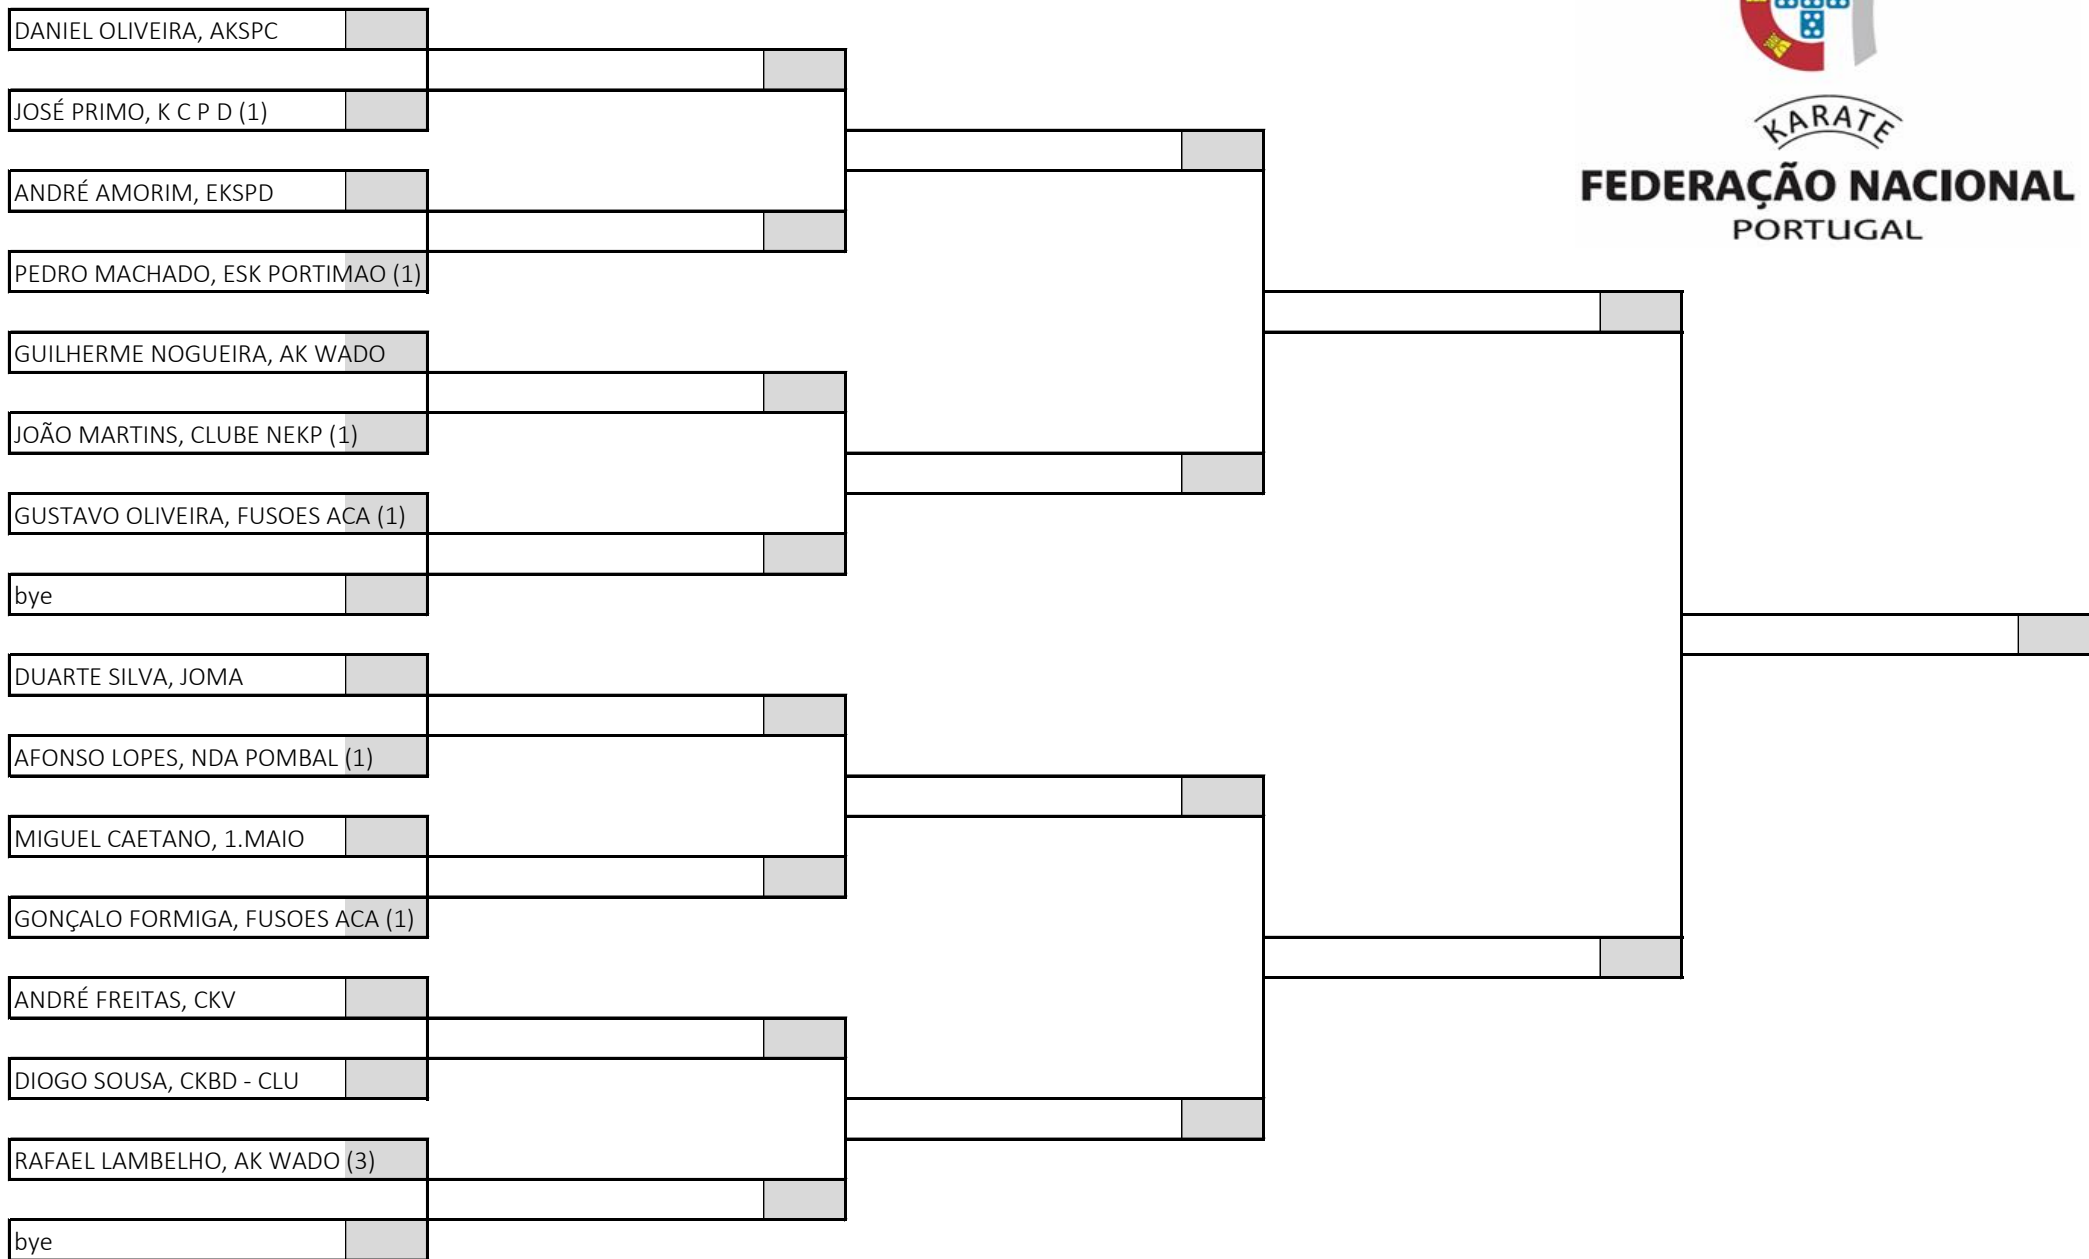 DANIEL OLIVEIRA, AKSPC
JOSÉ PRIMO, K C P D (1)
ANDRÉ AMORIM, EKSPD
PEDRO MACHADO, ESK PORTIMAO (1)
GUILHERME NOGUEIRA, AK WADO
JOÃO MARTINS, CLUBE NEKP (1)
GUSTAVO OLIVEIRA, FUSOES ACA (1)
bye
DUARTE SILVA, JOMA
AFONSO LOPES, NDA POMBAL (1)
MIGUEL CAETANO, 1.MAIO
GONÇALO FORMIGA, FUSOES ACA (1)
ANDRÉ FREITAS, CKV
DIOGO SOUSA, CKBD - CLU
RAFAEL LAMBELHO, AK WADO (3)
bye
KARATE
FEDERAÇÃO NACIONAL
PORTUGAL